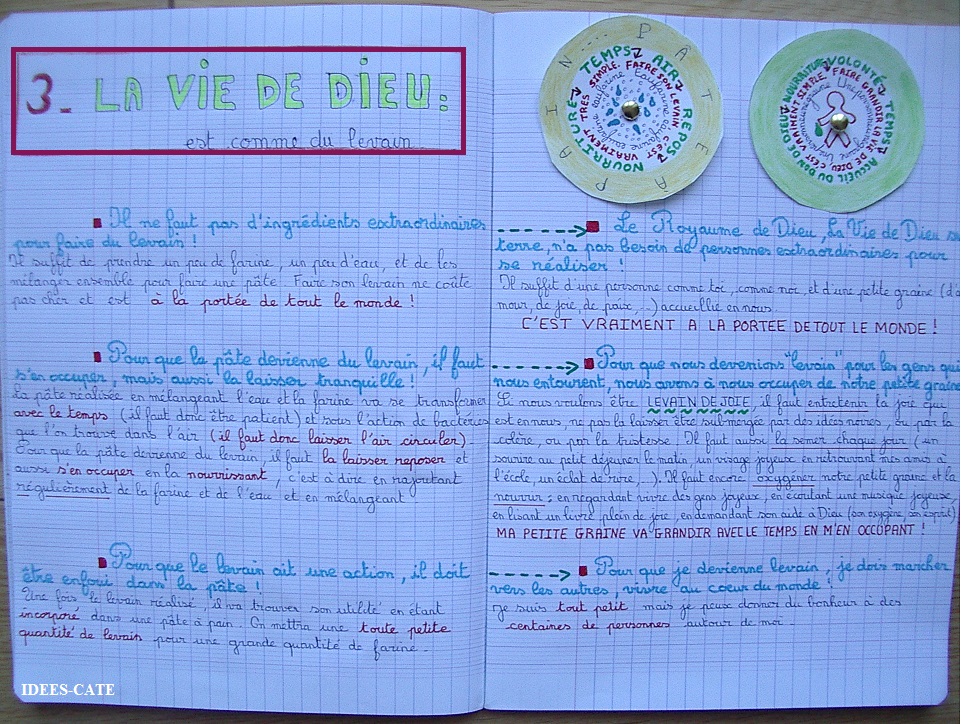 3. LA VIE DE DIEU:
est comme du levain
Il ne faut pas d'ingrédients extraordinaires
pour faire du levain !
Il suffit de prendre un peu de farine, un peu d'eau, et de les
mélanger ensemble pour faire une pâte. Faire son levain ne coûte
pas cher et est à la portée de tout le monde !
Pour que la pâte devienne du levain, il faut
s'en occuper, mais aussi la laisser tranquille !
La pâte réalisée en mélangeant l'eau et la farine va se transformer
avec le temps (il faut donc être patient) et sous l'action de bactéries
que l'on trouve dans l'air (il faut donc laisser l'air circuler)
Pour que la pâte devienne du levain, il faut la laisser reposer et
aussi s'en occuper en la nourrissant, c'est à dire en rajoutant
régulièrement de la farine et de l'eau et en mélangeant
Pour que le levain ait une action, il doit
être enfoui dans la pâte !
Une fois le levain réalisé, il va trouver son utilité en étant
incorporé dans une pâte à pain. On mettra une toute petite
quantité de levain pour une grande quantité de farine.
PÂTE À PAIN....
TEMPS AIR REPOS NOURRITURE
TRES SIMPLE. FAIRE SON LEVAIN C'EST VRAIMENT
Eau farine Eau farine
NOURRITURE VOLONTÉ TEMPS ACCUEIL DU DON DE DIEU
SIMPLE FAIRE GRANDIR LA VIE DE DIEU, C'EST VRAIMENT
Une personne une graine
Le Royaume de Dieu, La Vie de Dieu su
terre, n'a pas besoin de personnes extraordinaires pour
se réaliser !
Il suffit d'une personne comme toi, comme moi, et d'une petite graine (d'a
mour, de joie, de paix, ...) accueillie en nous.
C'EST VRAIMENT A LA PORTEE DE TOUT LE MONDE !
Pour que nous devenions "levain" pour les gens qui
nous entourent, nous avons à nous occuper de notre petite graine
Si nous voulons être LEVAIN DE JOIE, il faut entretenir la joie qui
est en nous, ne pas la laisser être submergée par des idées noires, ou par la
colère, ou par la tristesse. Il faut aussi la semer chaque jour (un
sourire au petit déjeuner le matin, un visage joyeux en retrouvant mes amis à
l'école, un éclat de rire, ...). Il faut encore oxygéner notre petite graine et la
nourrir : en regardant vivre des gens joyeux, en écoutant une musique joyeuse,
en lisant un livre plein de joie, en demandant son aide à Dieu (son oxygène, son esprit)
MA PETITE GRAINE VA GRANDIR AVEC LE TEMPS EN M'EN OCCUPANT !
Pour que je devienne levain, je dois marcher
vers les autres, vivre au coeur du monde !
Je suis tout petit mais je peux donner du bonheur à des
centaines de personnes autour de moi.
IDEES-CATE